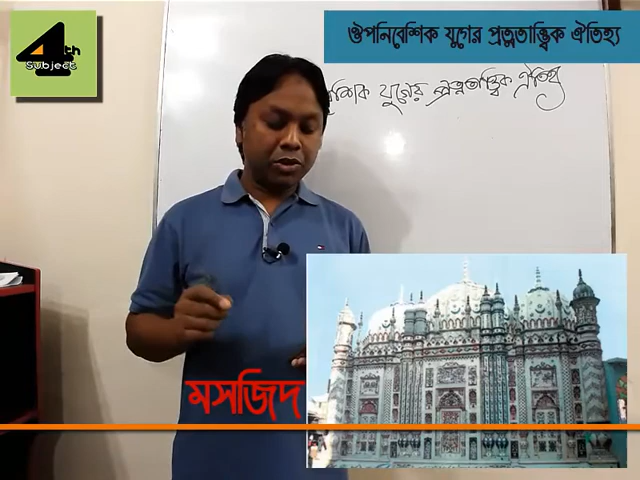 4th
Subject
ঔপনিবেশিক যুগের প্রত্নতাত্ত্বিক ঐতিহ্য
শিক যুগের প্রত্নতাত্ত্বিক ঐতিহ্য
মসজিদ